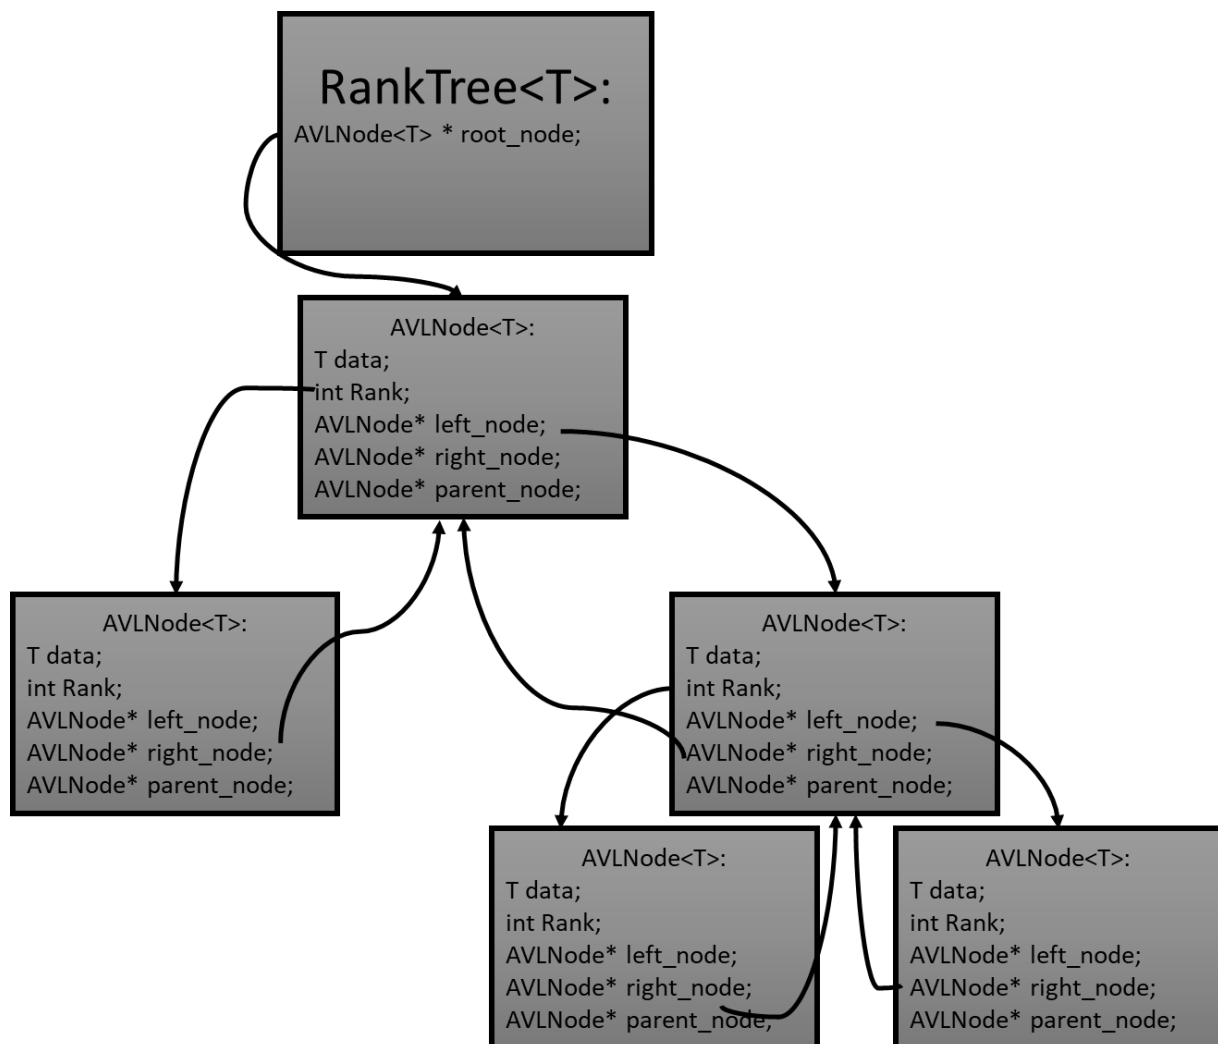 RankTree<T>:
AVLNode<T> * root_node;
AVLNode<T>:
T data;
int Rank;
AVLNode* left_node;
AVLNode* right_node;
AVLNode* parent_node;
AVLNode<T>:
T data;
int Rank;
AVLNode* left_node;
AVLNode* right_node;
AVLNode* parent_node;
AVLNode<T>:
T data;
int Rank;
AVLNode* left_node;
AVLNode* right_node;
AVLNode* parent_node;
AVLNode<T>:
T data;
int Rank;
AVLNode* left_node;
AVLNode* right_node;
AVLNode* parent_node;
AVLNode<T>:
T data;
int Rank;
AVLNode* left_node;
AVLNode* right_node;
AVLNode* parent_node;